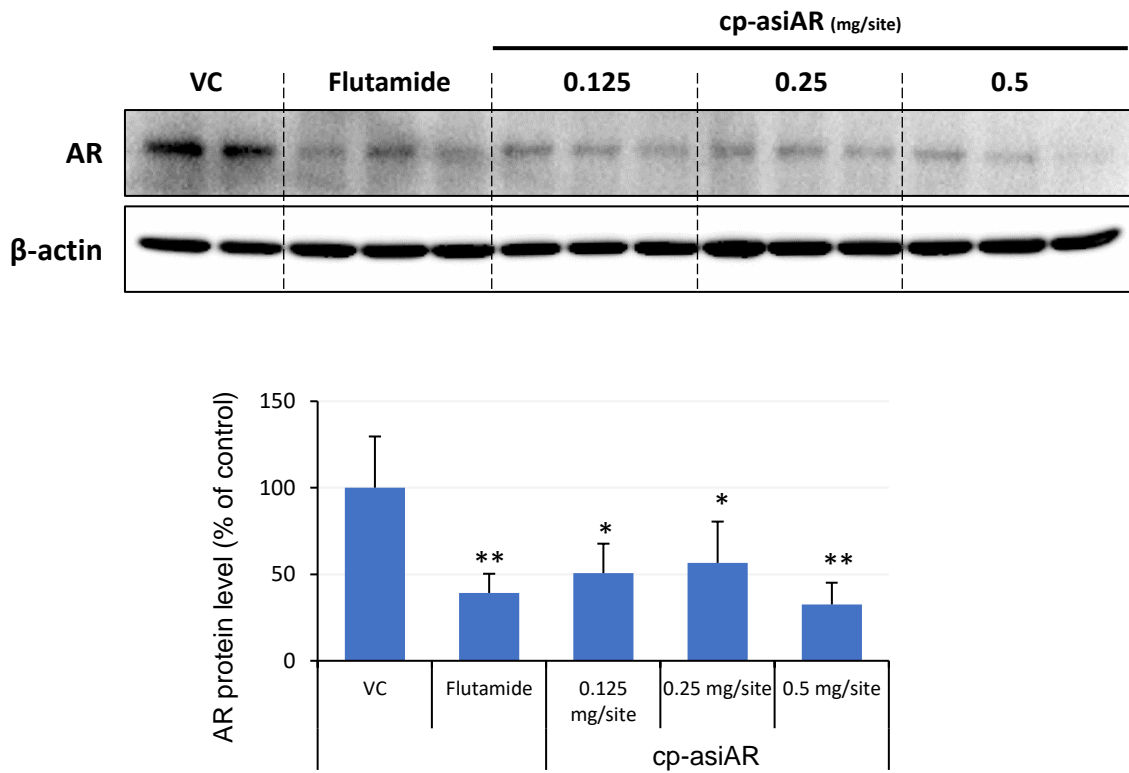 cp-asiAR (mg/site)
VC Flutamide 0.125 0.25 0.5
AR
β-actin
AR protein level (% of control)
150
100
50
0
** * * **
VC Flutamide 0.125 mg/site 0.25 mg/site 0.5 mg/site
cp-asiAR